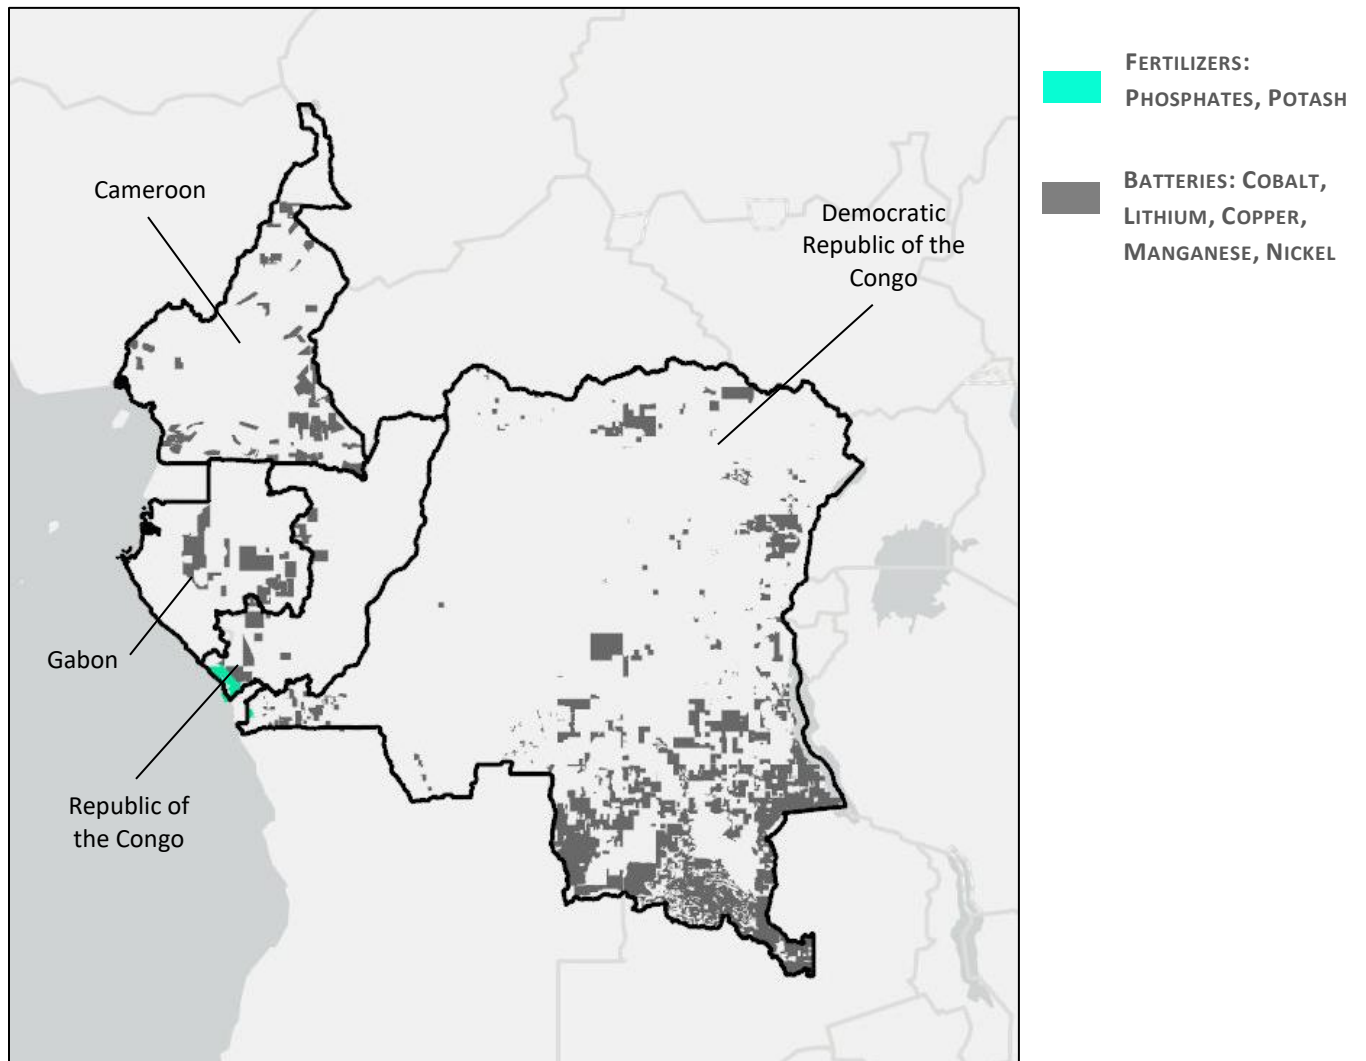 Cameroon
Democratic
Republic of the
Congo
Gabon
Republic of
the Congo
FERTILIZERS:
PHOSPHATES, POTASH
BATTERIES: COBALT,
LITHIUM, COPPER,
MANGANESE, NICKEL